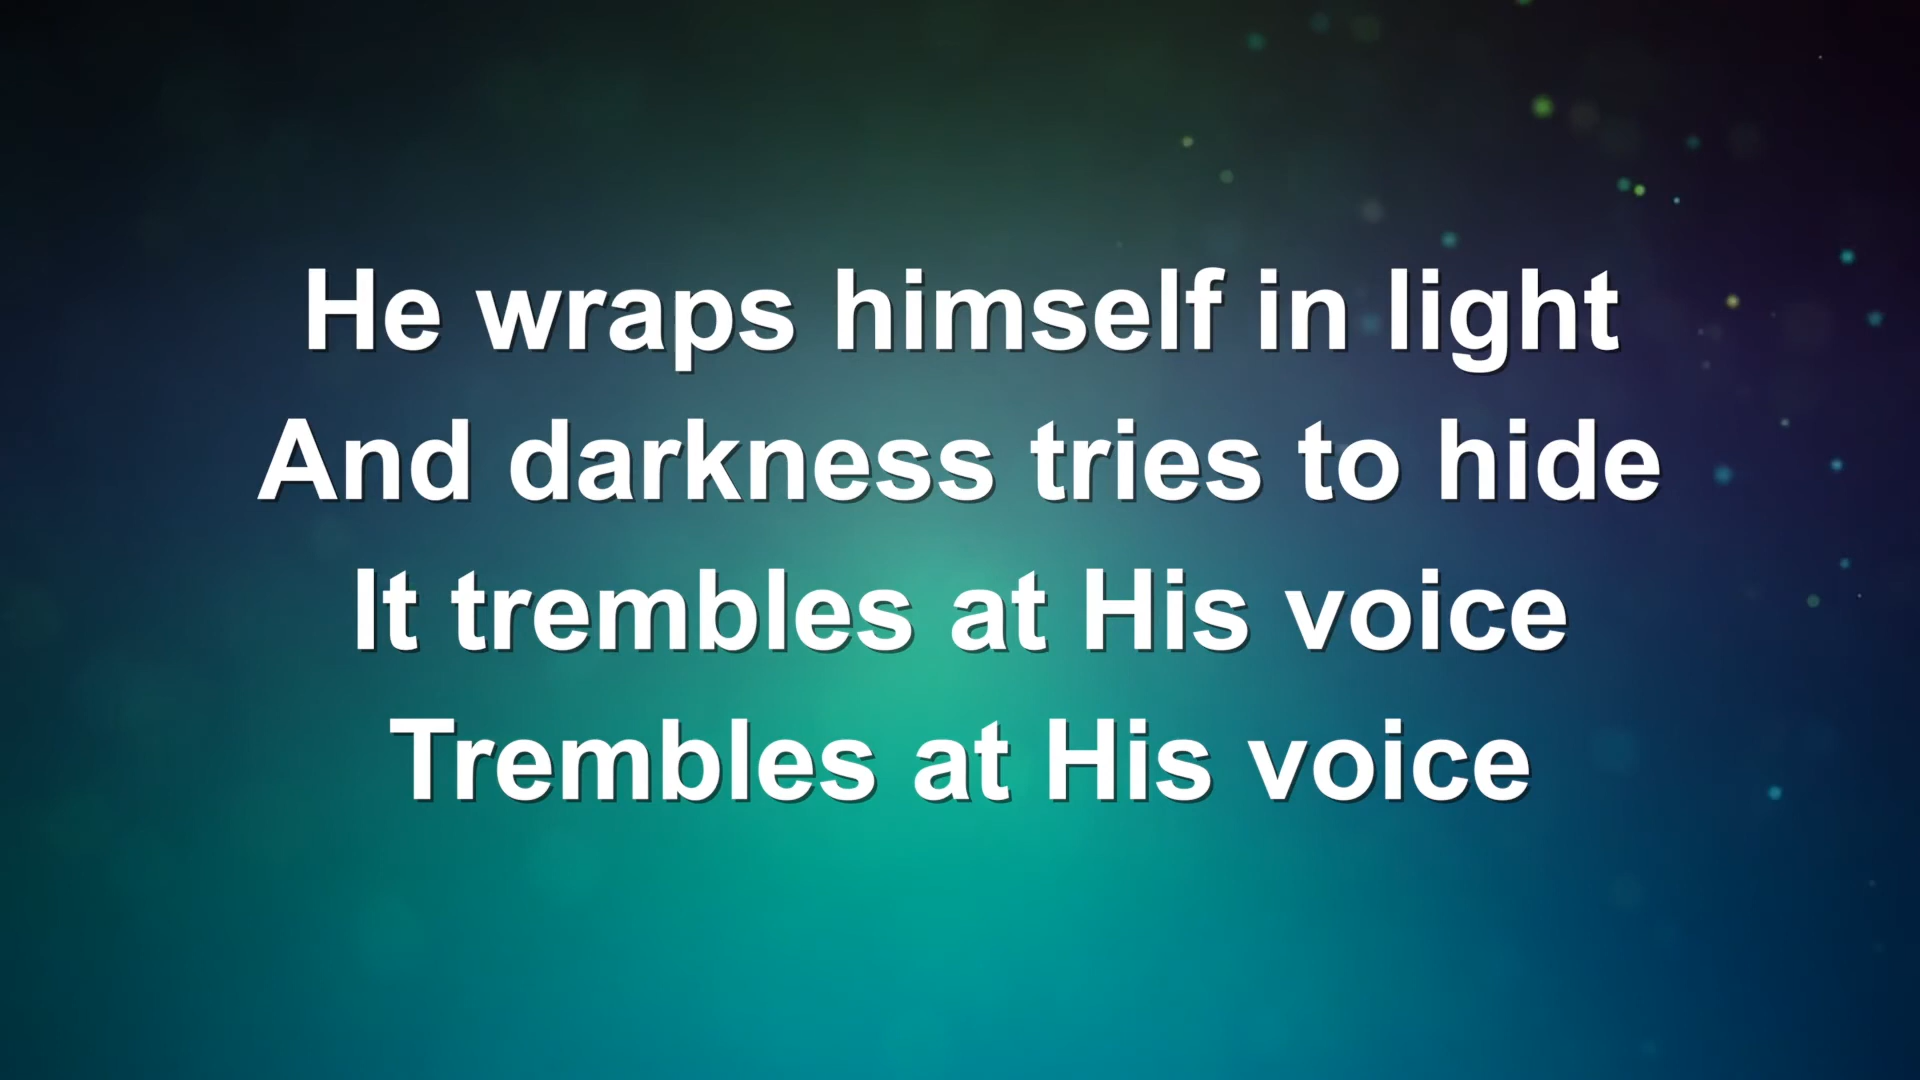 He wraps himself in light
And darkness tries to hide
It trembles at His voice
Trembles at His voice